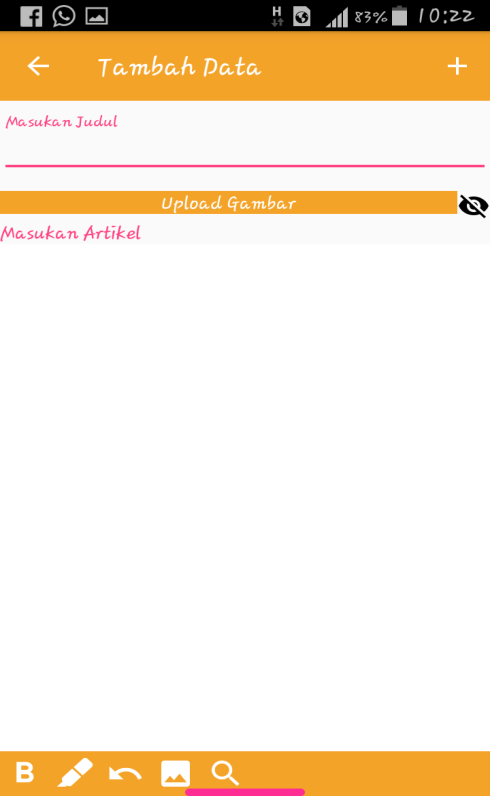 H 83% 10:22
Tambah Data
Masukan Judul
Upload Gambar
Masukan Artikel
B